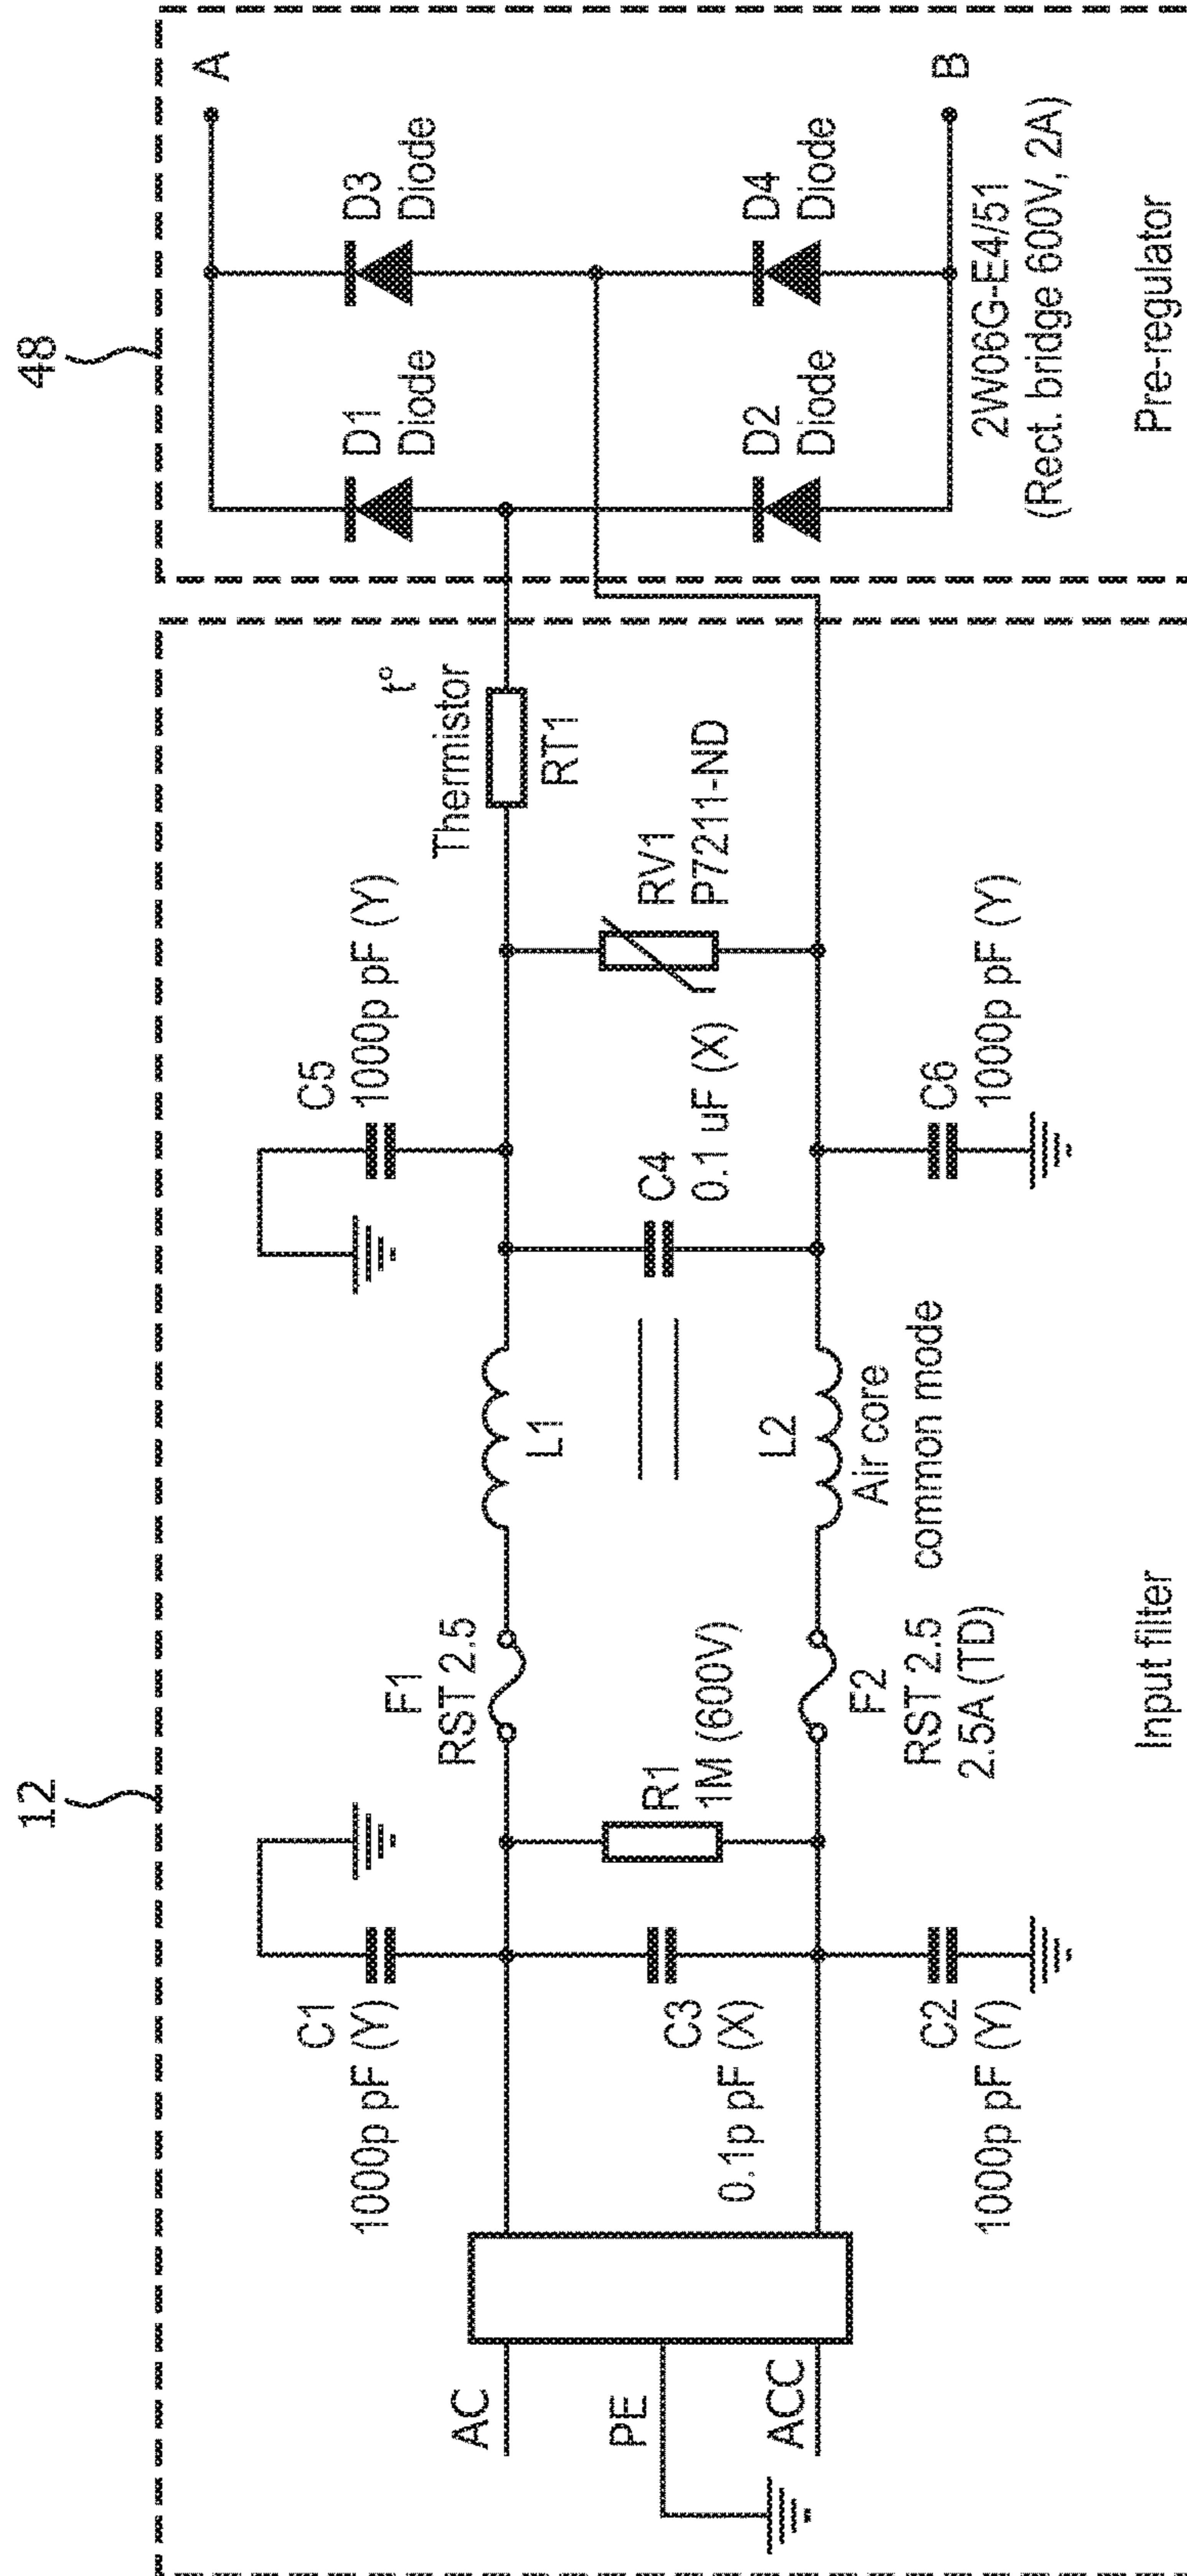 12
48
C1
1000p pF (Y)
C5
1000p pF (Y)
t°
Thermistor
RT1
D1
Diode
D3
Diode
A
AC
F1
RST 2.5
L1
PE
C3
0.1p pF (X)
R1
1M (600V)
C4
0.1 uF (X)
RV1
P7211-ND
ACC
L2
Air core
common mode
F2
RST 2.5
2.5A (TD)
C2
1000p pF (Y)
C6
1000p pF (Y)
D2
Diode
D4
Diode
B
2W06G-E4/51
(Rect. bridge 600V, 2A)
Input filter
Pre-regulator